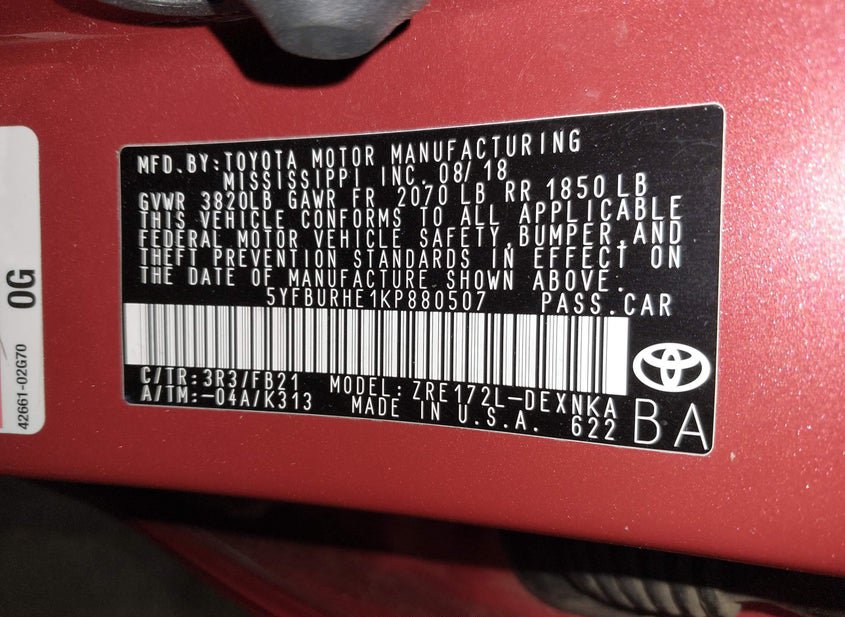 MFD. BY: TOYOTA MOTOR MANUFACTURING
MISSISSIPPI INC. 08/18
GVWR 3820LB GAWR FR 2070 LB RR 1850 LB
THIS VEHICLE CONFORMS TO ALL APPLICABLE
FEDERAL MOTOR VEHICLE SAFETY, BUMPER, AND
THEFT PREVENTION STANDARDS IN EFFECT ON
THE DATE OF MANUFACTURE SHOWN ABOVE.
5YFBURHE1KP880507 PASS.CAR
C/TR:3R3/FB21 MODEL: ZRE172L-DEXNKA
A/TM:-04A/K313 MADE IN U.S.A. 622
BA
42661-02G70
0G